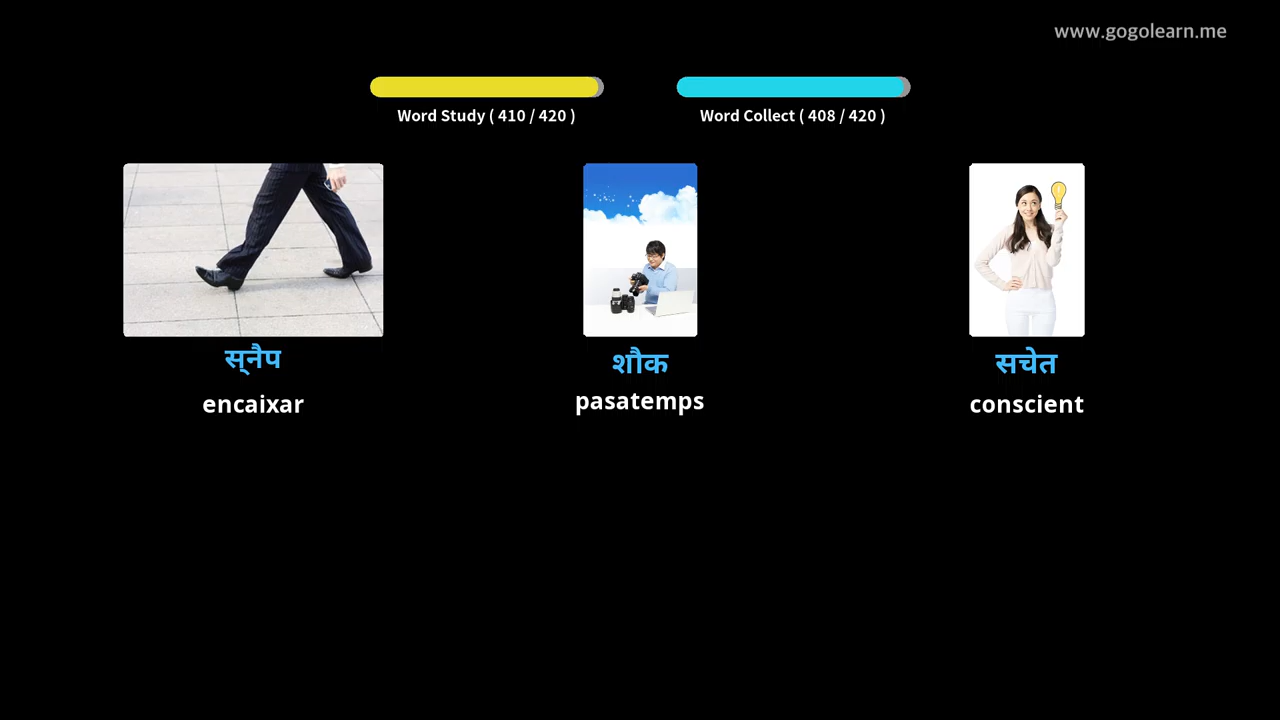 www.gogolearn.me
Word Study ( 410 / 420 )
Word Collect ( 408 / 420 )
स्नैप
शौक
सचेत
encaixar
pasatemps
conscient